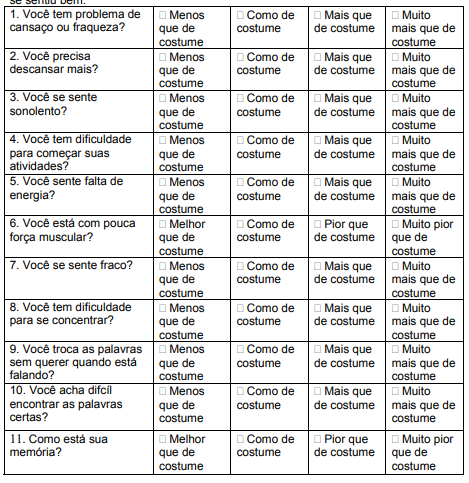 se sentiu bem.
1. Você tem problema de
cansaço ou fraqueza?
□ Menos
que de
costume
□ Como de
costume
□ Mais que
de costume
□ Muito
mais que de
costume
2. Você precisa
descansar mais?
□ Menos
que de
costume
□ Como de
costume
□ Mais que
de costume
□ Muito
mais que de
costume
3. Você se sente
sonolento?
□ Menos
que de
costume
□ Como de
costume
□ Mais que
de costume
□ Muito
mais que de
costume
4. Você tem dificuldade
para começar suas
atividades?
□ Menos
que de
costume
□ Como de
costume
□ Mais que
de costume
□ Muito
mais que de
costume
5. Você sente falta de
energia?
□ Menos
que de
costume
□ Como de
costume
□ Mais que
de costume
□ Muito
mais que de
costume
6. Você está com pouca
força muscular?
□ Melhor
que de
costume
□ Como de
costume
□ Pior que
de costume
□ Muito pior
que de
costume
7. Você se sente fraco?
□ Menos
que de
costume
□ Como de
costume
□ Mais que
de costume
□ Muito
mais que de
costume
8. Você tem dificuldade
para se concentrar?
□ Menos
que de
costume
□ Como de
costume
□ Mais que
de costume
□ Muito
mais que de
costume
9. Você troca as palavras
sem querer quando está
falando?
□ Menos
que de
costume
□ Como de
costume
□ Mais que
de costume
□ Muito
mais que de
costume
10. Você acha difcíl
encontrar as palavras
certas?
□ Menos
que de
costume
□ Como de
costume
□ Mais que
de costume
□ Muito
mais que de
costume
11. Como está sua
memória?
□ Melhor
que de
costume
□ Como de
costume
□ Pior que
de costume
□ Muito pior
que de
costume